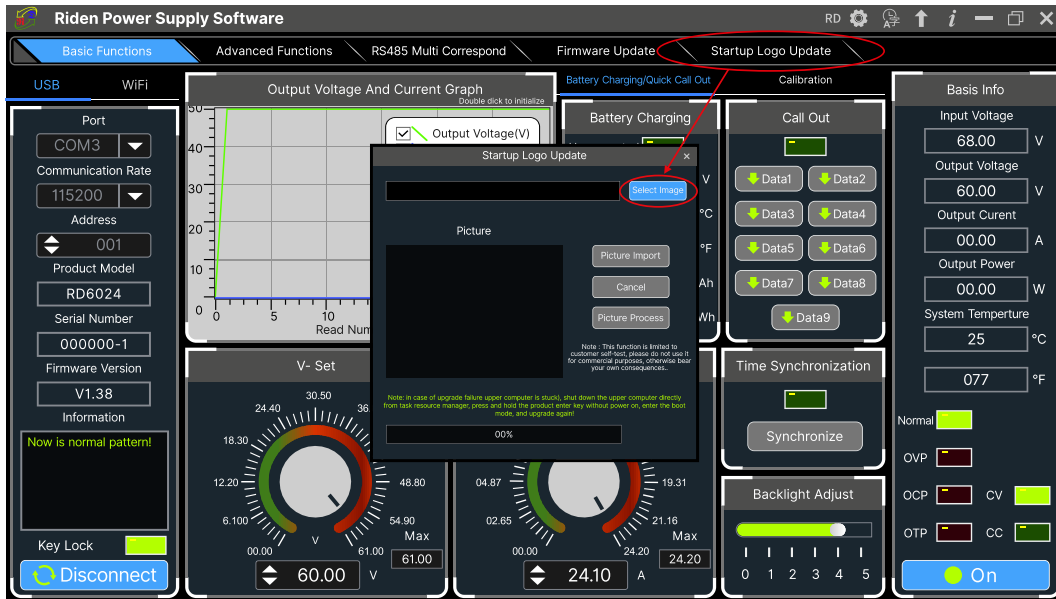 Riden Power Supply Software
RD
Basic Functions
Advanced Functions
RS485 Multi Correspond
Firmware Update
Startup Logo Update
USB
WiFi
Port
COM3
Communication Rate
115200
Address
001
Product Model
RD6024
Serial Number
000000-1
Firmware Version
V1.38
Information
Now is normal pattern!
Key Lock
Disconnect
Output Voltage And Current Graph
Double dick to initialize
Output Voltage(V)
50
40
30
20
10
0
0
5
10
Read Num
Battery Charging/Quick Call Out
Calibration
Battery Charging
V
°C
°F
Ah
Wh
Call Out
Data1
Data2
Data3
Data4
Data5
Data6
Data7
Data8
Data9
Startup Logo Update
×
Select Image
Picture
Picture Import
Cancel
Picture Process
Note : This function is limited to
customer self-test, please do not use it
for commercial purposes, otherwise bear
your own consequences..
Note: in case of upgrade failure upper computer is stuck), shut down the upper computer directly
from task resource manager, press and hold the product enter key without power on, enter the boot
mode, and upgrade again!
00%
V- Set
30.50
24.40
36.
18.30
12.20
48.80
6.100
54.90
00.00
V
61.00
Max
61.00
60.00
V
04.87
19.31
02.65
21.16
00.00
24.20
Max
24.20
24.10
A
Time Synchronization
Synchronize
Backlight Adjust
0 1 2 3 4 5
Basis Info
Input Voltage
68.00 V
Output Voltage
60.00 V
Output Curent
00.00 A
Output Power
00.00 W
System Temperture
25 °C
077 °F
Normal
OVP
OCP
CV
OTP
CC
On